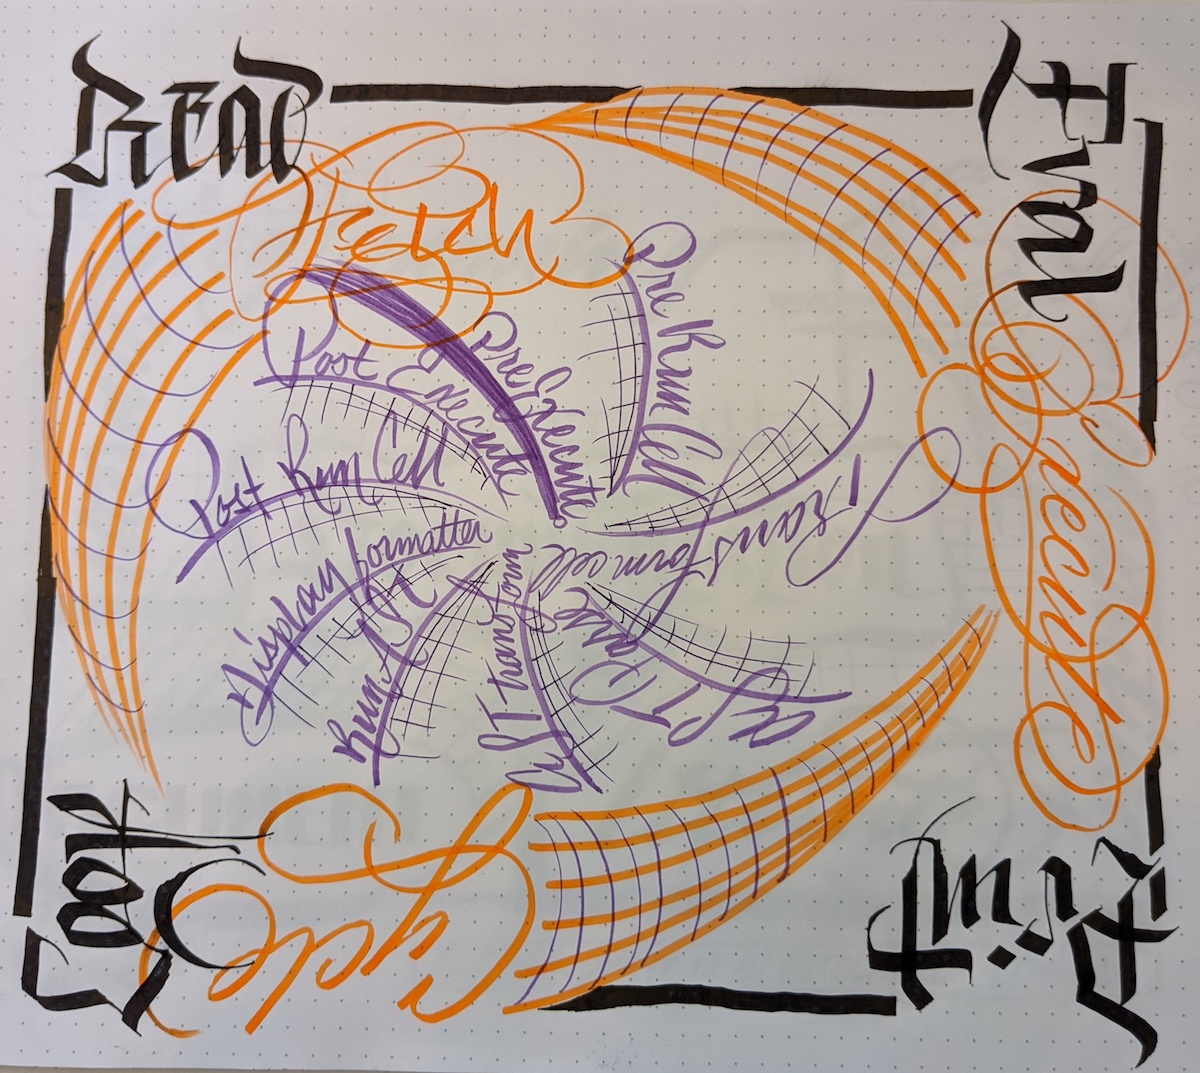 Read
Eval
Print
Loop
Fetch
Execute
Cycle
Pre Execute
Pre Run Cell
Transform cell
AST Parse
AST Transform
Run AST
Display formatter
Post Run Cell
Post Execute